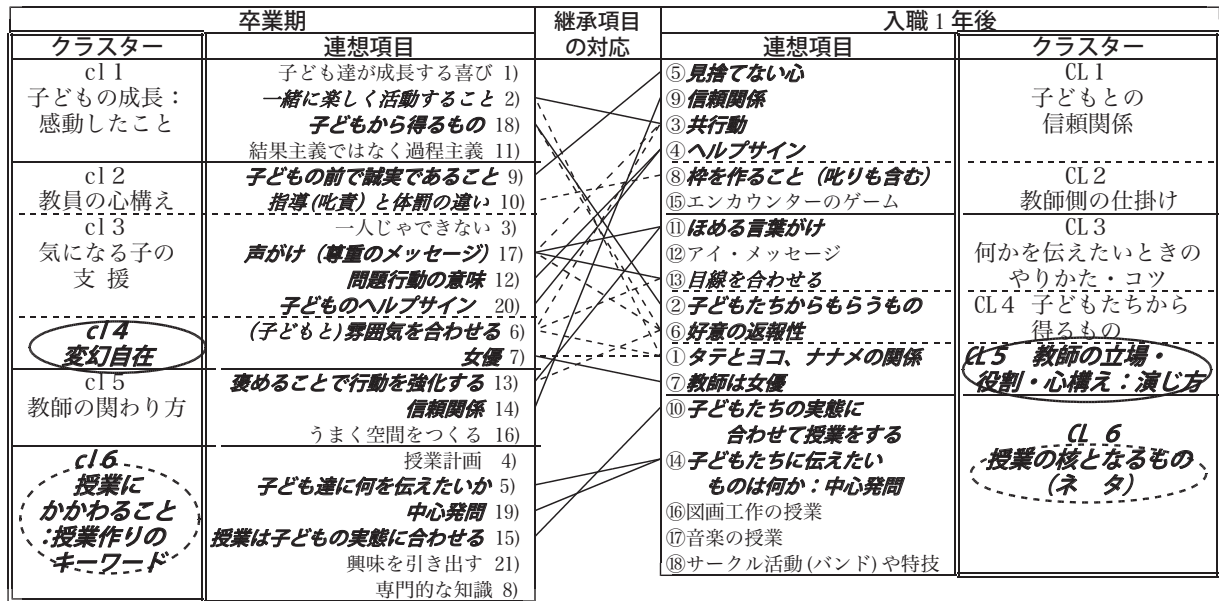 卒業期
継承項目
の対応
入職1年後
クラスター
連想項目
連想項目
クラスター
cl 1
子どもの成長：
感動したこと
子ども達が成長する喜び 1)
一緒に楽しく活動すること 2)
子どもから得るもの 18)
結果主義ではなく過程主義 11)
cl 2
教員の心構え
子どもの前で誠実であること 9)
指導(叱責)と体罰の違い 10)
cl 3
気になる子の
支 援
一人じゃできない 3)
声がけ（尊重のメッセージ）17)
問題行動の意味 12)
子どものヘルプサイン 20)
cl 4
変幻自在
(子どもと)雰囲気を合わせる 6)
女優 7)
cl 5
教師の関わり方
褒めることで行動を強化する 13)
信頼関係 14)
うまく空間をつくる 16)
cl 6
授業に
かかわること
:授業作りの
キーワード
授業計画 4)
子ども達に何を伝えたいか 5)
中心発問 19)
授業は子どもの実態に合わせる 15)
興味を引き出す 21)
専門的な知識 8)
⑤見捨てない心
⑨信頼関係
③共行動
④ヘルプサイン
CL 1
子どもとの
信頼関係
⑧枠を作ること（叱りも含む）
⑮エンカウンターのゲーム
CL 2
教師側の仕掛け
⑪ほめる言葉がけ
⑫アイ・メッセージ
⑬目線を合わせる
CL 3
何かを伝えたいときの
やりかた・コツ
②子どもたちからもらうもの
⑥好意の返報性
CL 4 子どもたちから
得るもの
①タテとヨコ、ナナメの関係
⑦教師は女優
CL 5 教師の立場・
役割・心構え：演じ方
⑩子どもたちの実態に
合わせて授業をする
⑭子どもたちに伝えたい
ものは何か：中心発問
⑯図画工作の授業
⑰音楽の授業
⑱サークル活動(バンド)や特技
CL 6
授業の核となるもの
(ネ タ)